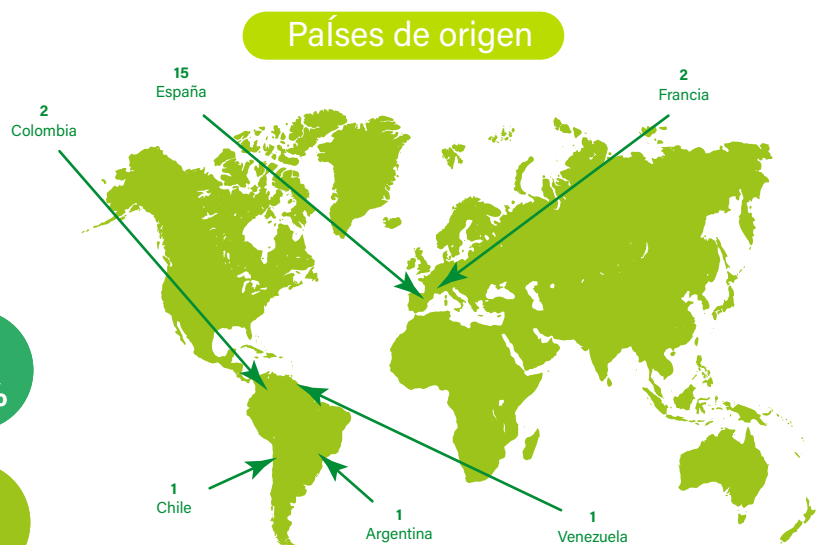 Países de origen
15
España
2
Francia
2
Colombia
1
Chile
1
Argentina
1
Venezuela
%